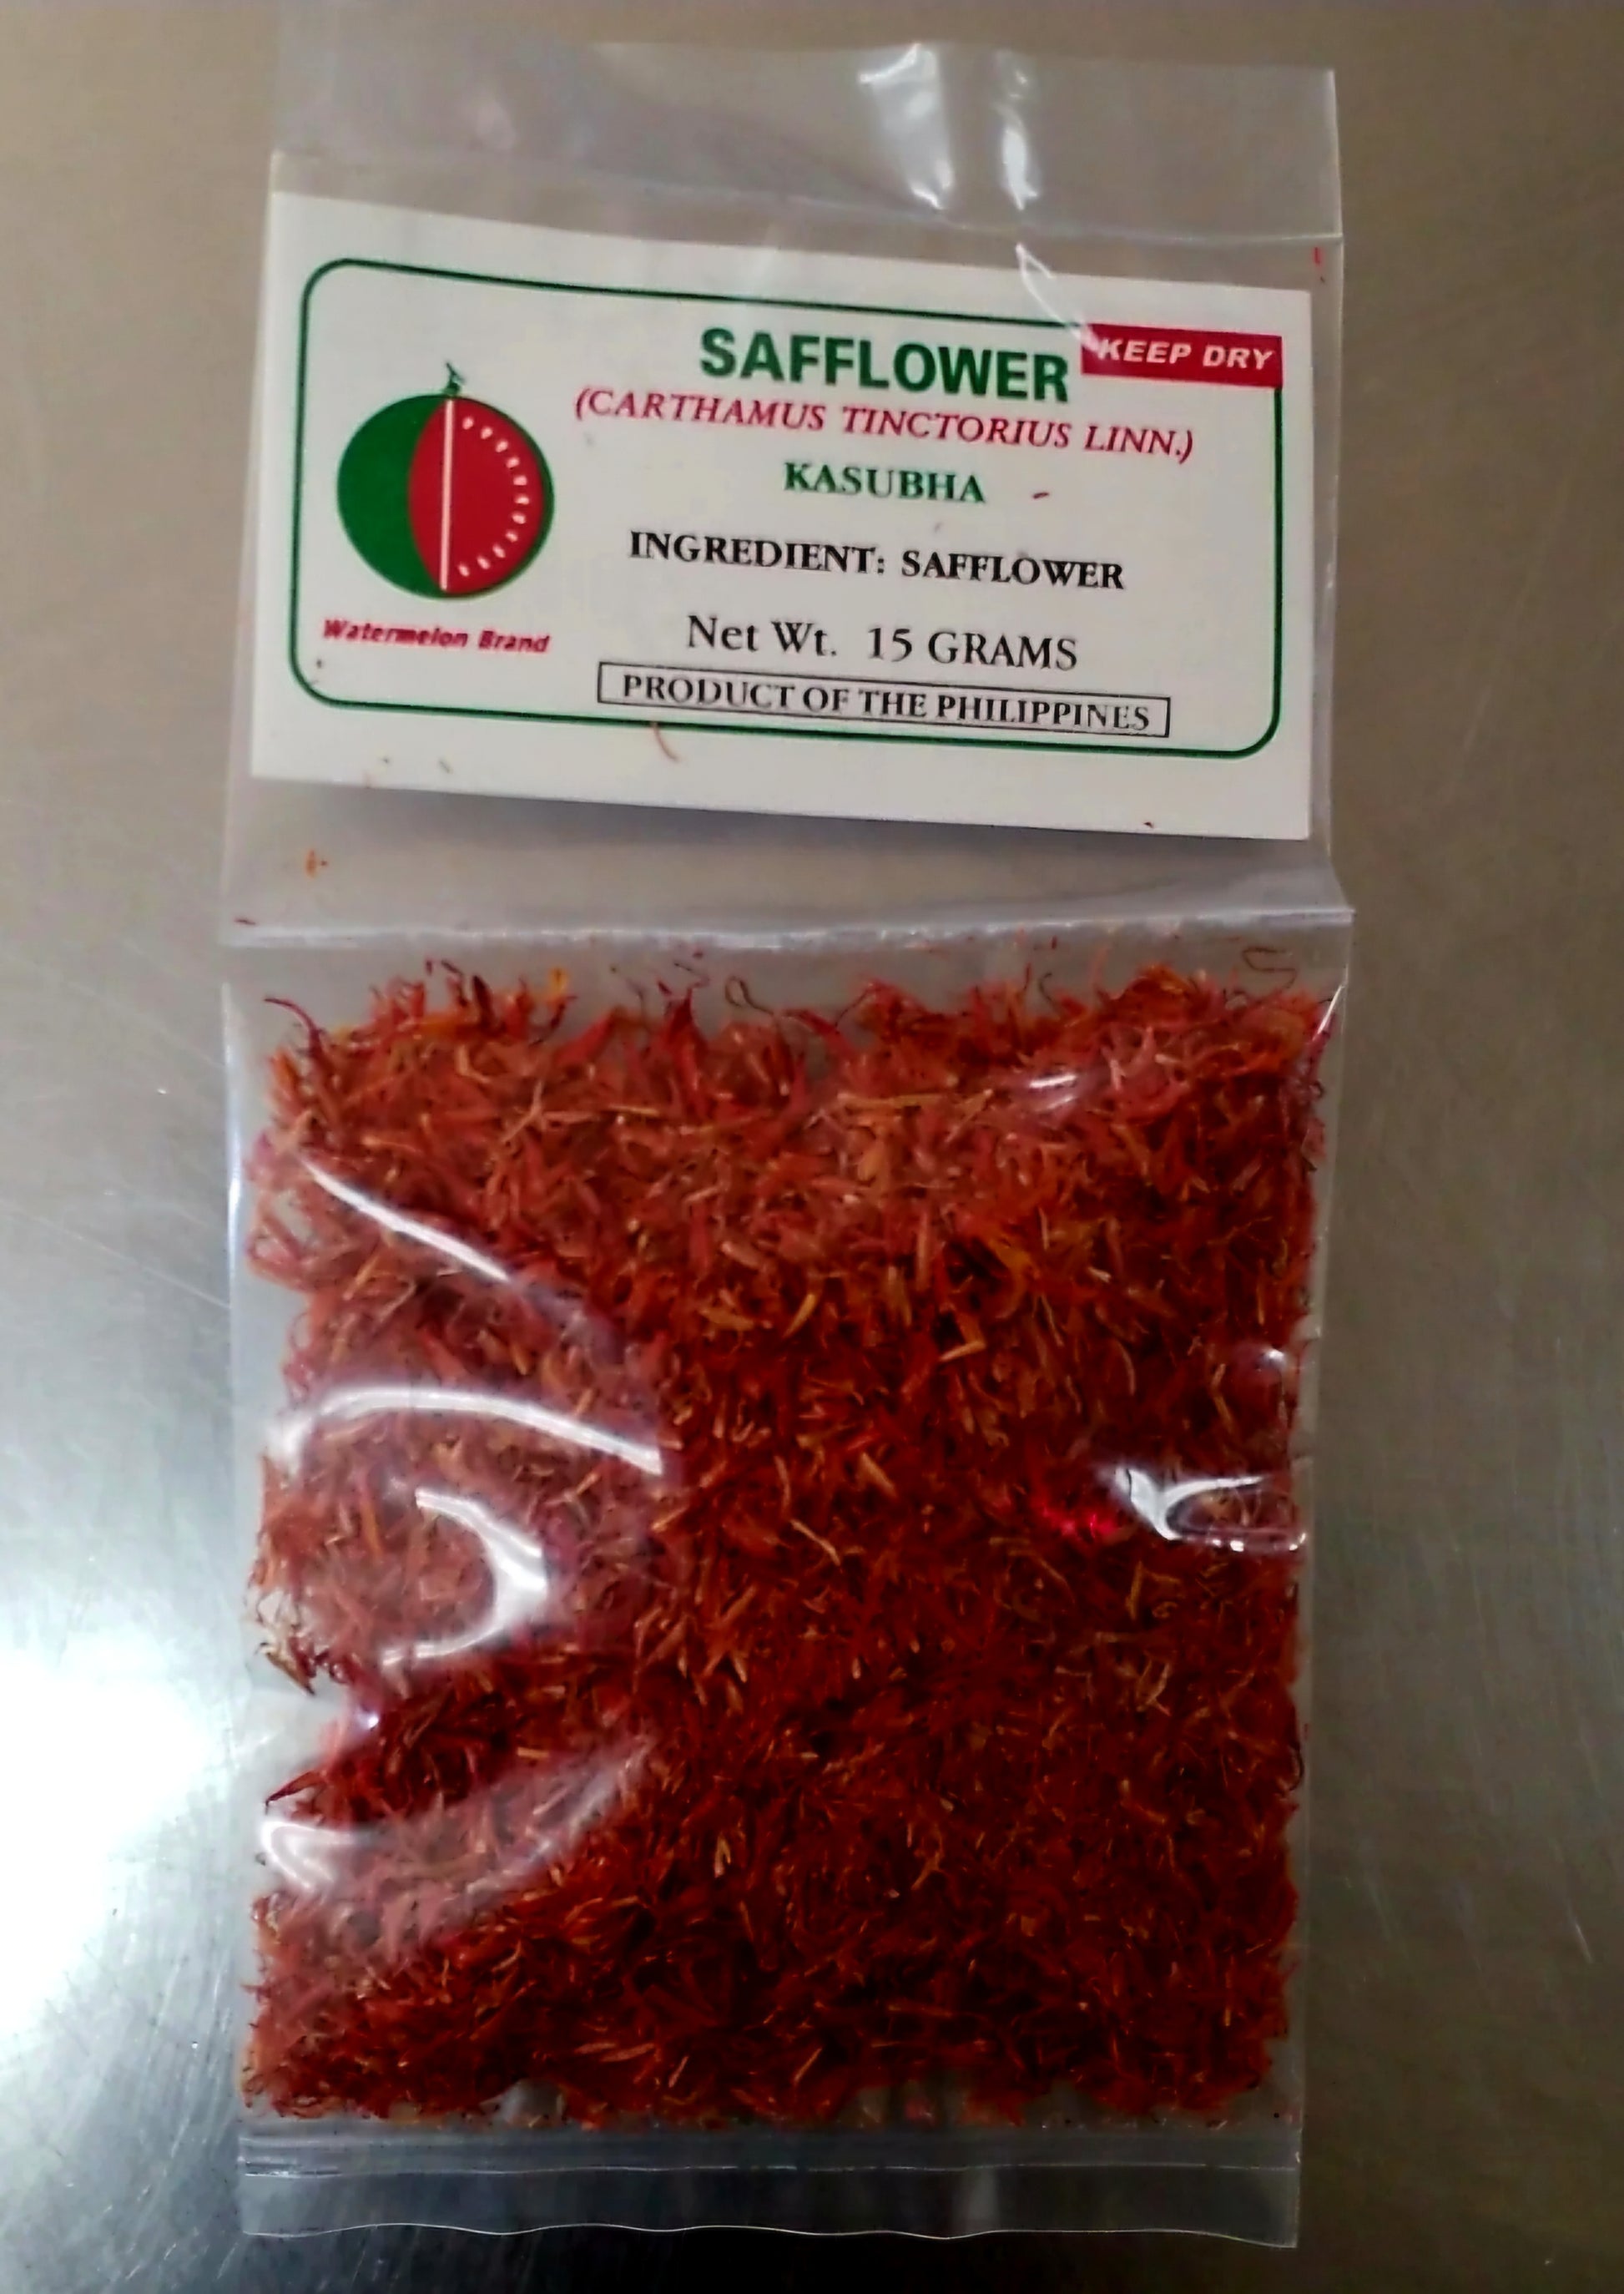 SAFFLOWER
KEEP DRY
(CARTHAMUS TINCTORIUS LINN.)
KASUBHA
INGREDIENT: SAFFLOWER
Watermelon Brand
Net Wt. 15 GRAMS
PRODUCT OF THE PHILIPPINES